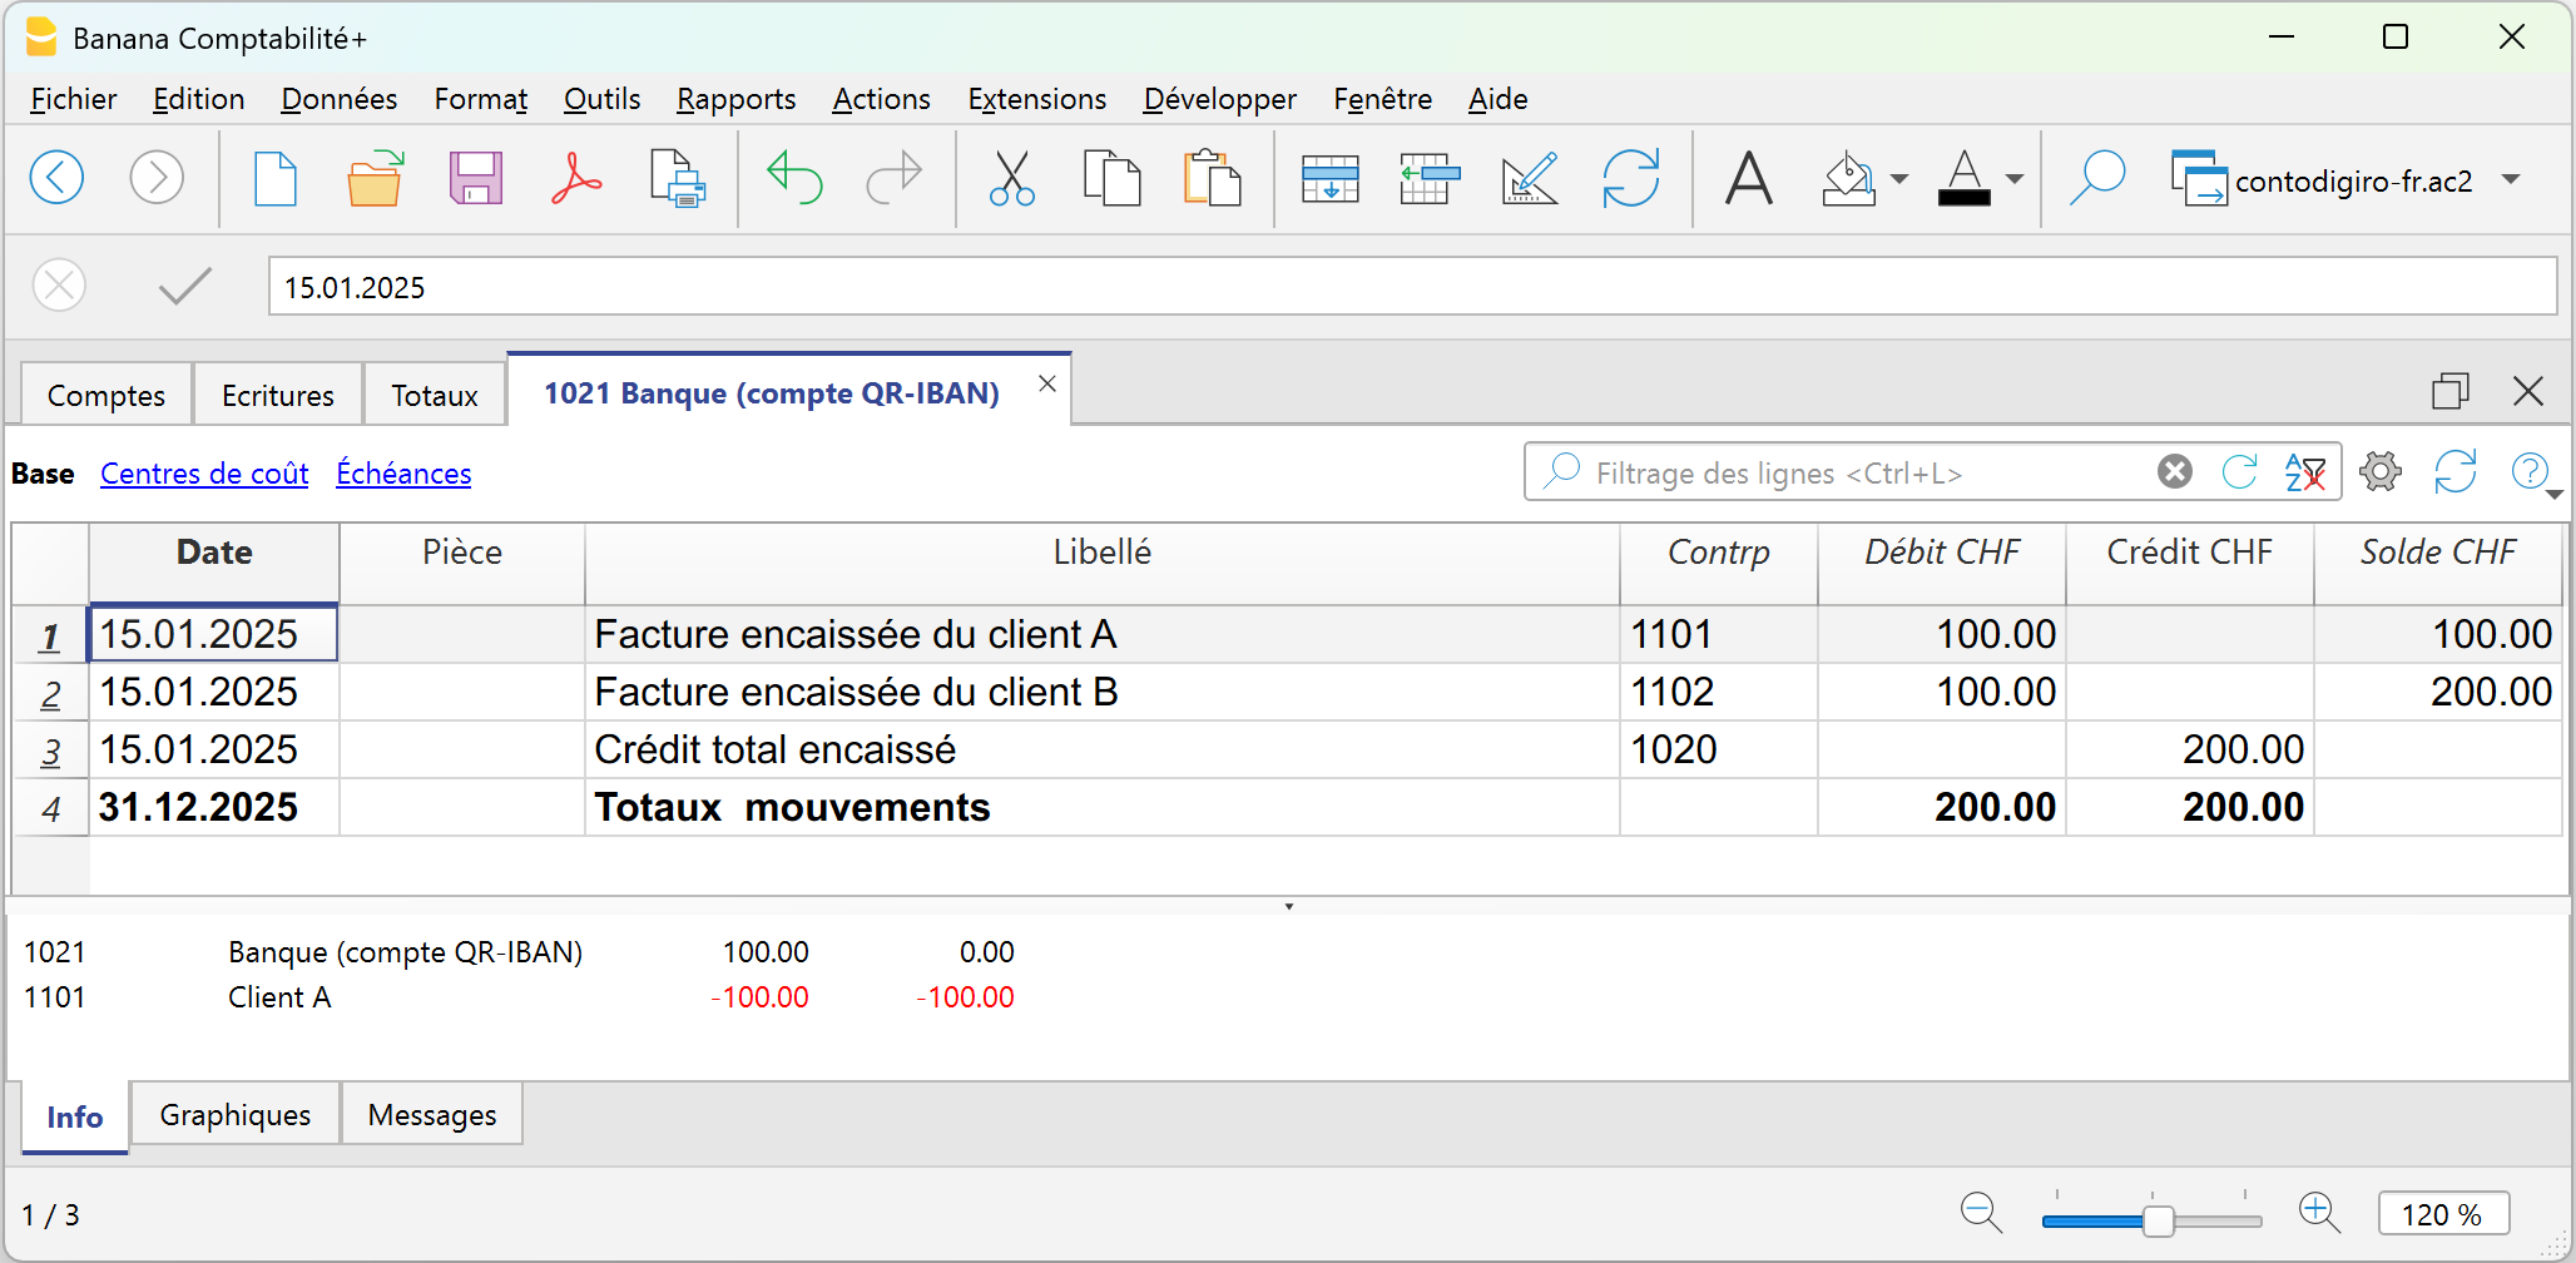 Banana Comptabilité+
Fichier Edition Données Format Outils Rapports Actions Extensions Développer Fenêtre Aide
contodigiro-fr.ac2
15.01.2025
Comptes Ecritures Totaux 1021 Banque (compte QR-IBAN)
Base Centres de coût Échéances Filtrage des lignes <Ctrl+L>
Date Pièce Libellé Contrp Débit CHF Crédit CHF Solde CHF
1 15.01.2025 Facture encaissée du client A 1101 100.00 100.00
2 15.01.2025 Facture encaissée du client B 1102 100.00 200.00
3 15.01.2025 Crédit total encaissé 1020 200.00
4 31.12.2025 Totaux mouvements 200.00 200.00
1021 Banque (compte QR-IBAN) 100.00 0.00
1101 Client A -100.00 -100.00
Info Graphiques Messages
1 / 3 120 %